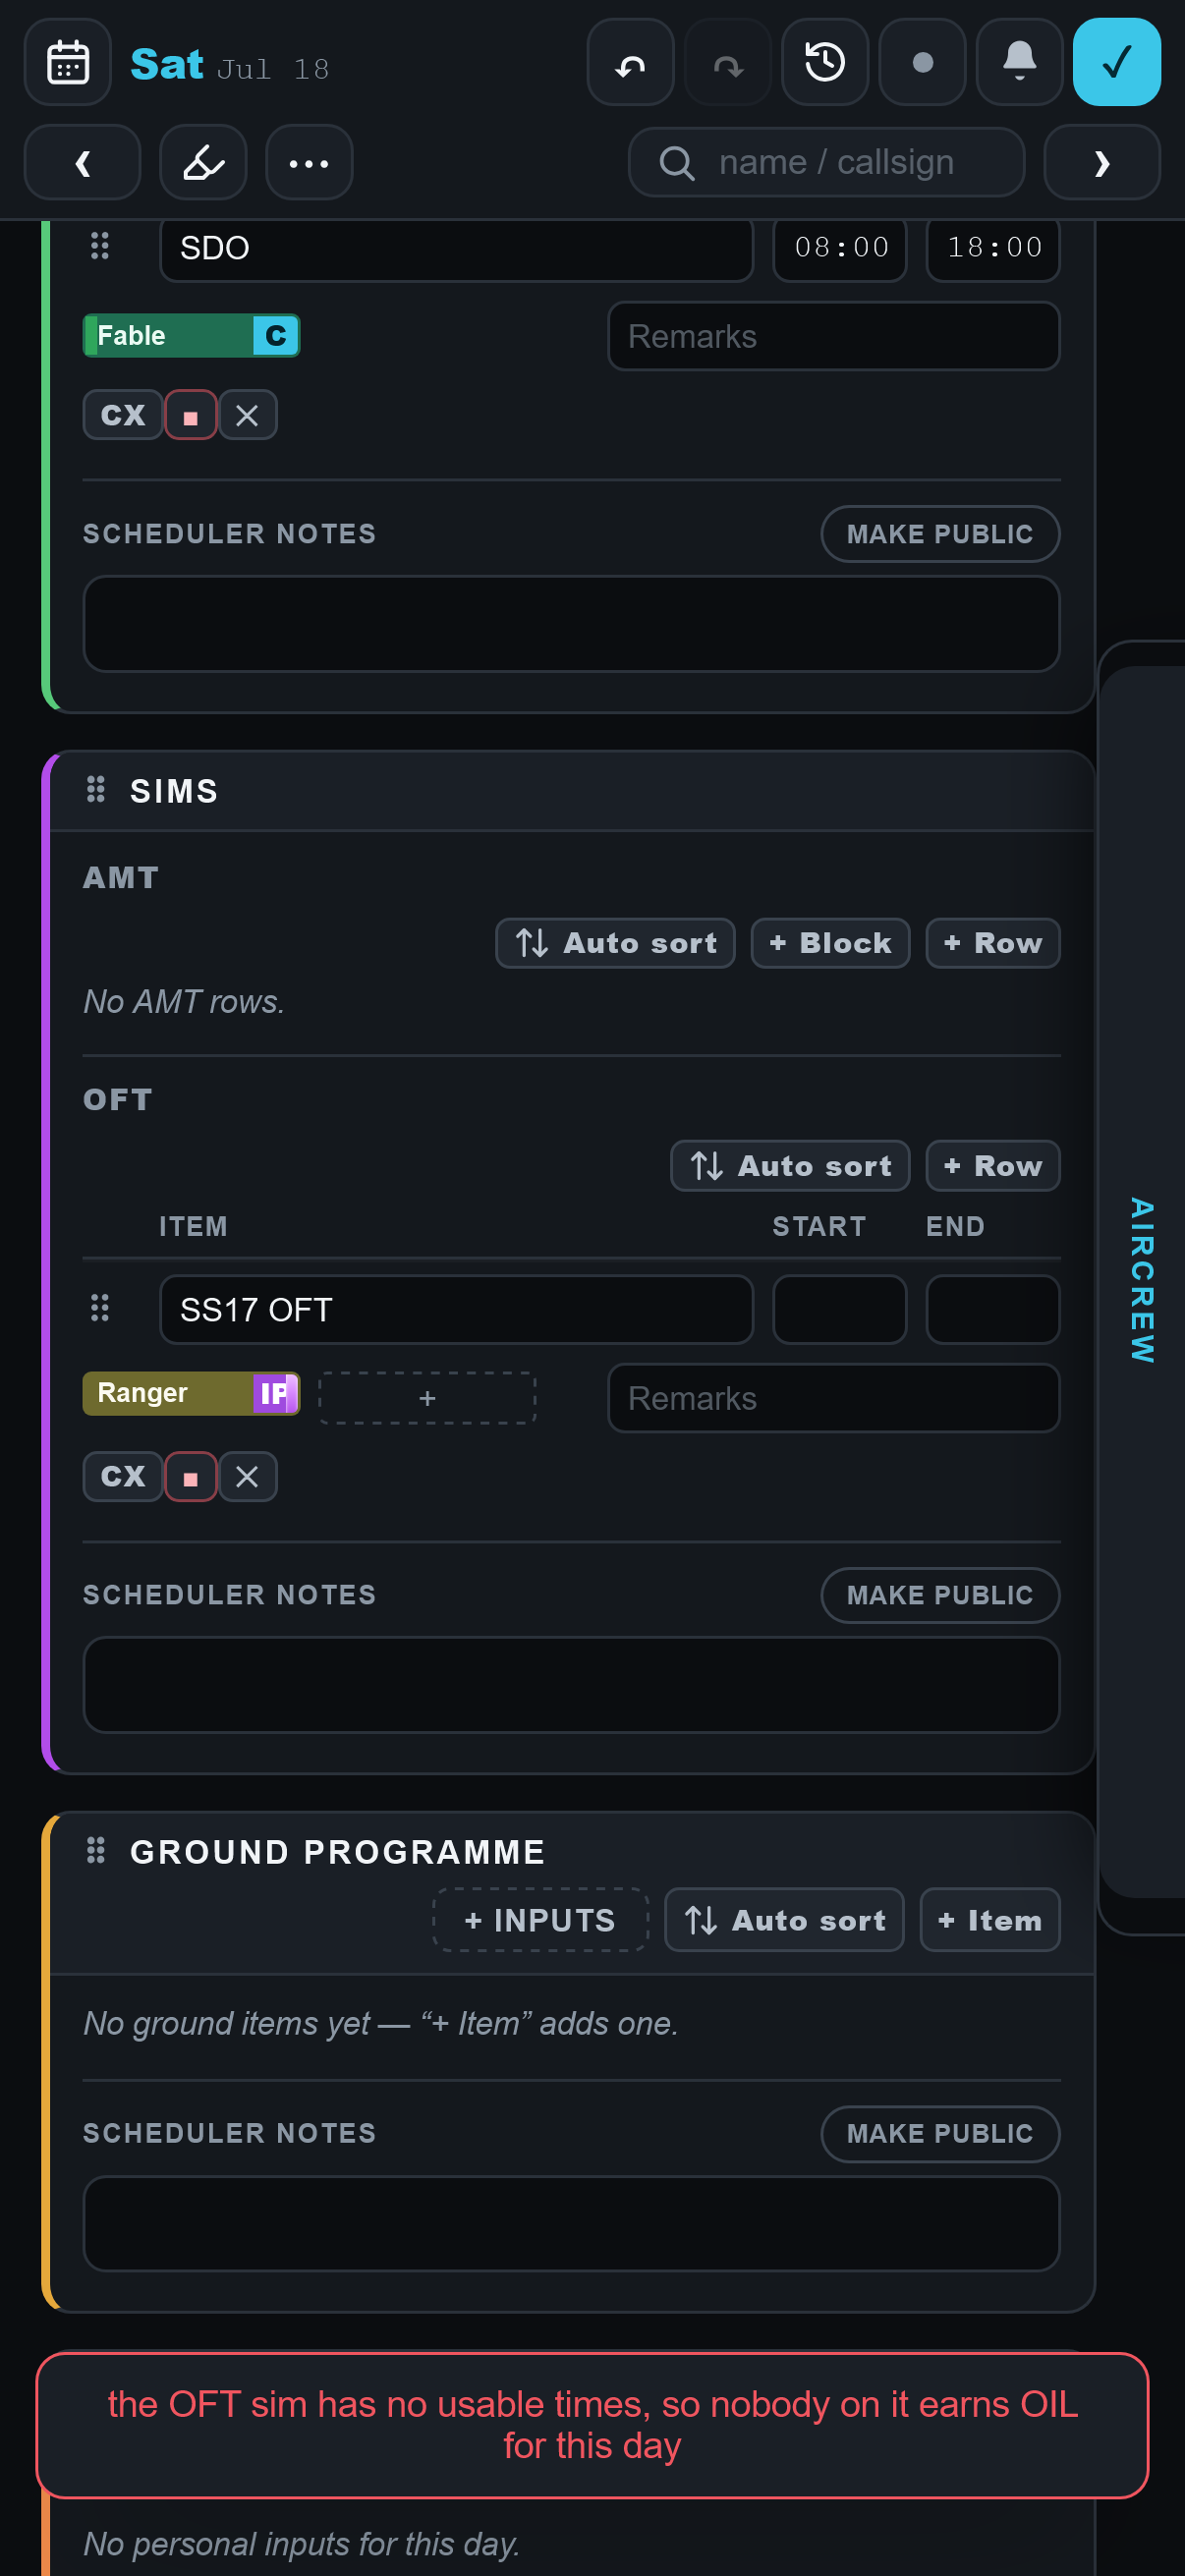 Sat Jul 18
name / callsign
SDO 08:00 18:00
Fable C Remarks
CX
SCHEDULER NOTES MAKE PUBLIC
SIMS
AMT
Auto sort + Block + Row
No AMT rows.
OFT
Auto sort + Row
ITEM START END
SS17 OFT
Ranger IP + Remarks
CX
SCHEDULER NOTES MAKE PUBLIC
AIRCREW
GROUND PROGRAMME
+ INPUTS Auto sort + Item
No ground items yet — “+ Item” adds one.
SCHEDULER NOTES MAKE PUBLIC
the OFT sim has no usable times, so nobody on it earns OIL
for this day
No personal inputs for this day.